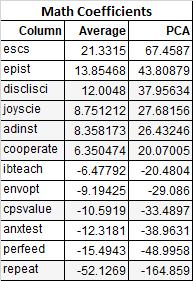 Math Coefficients
Column Average PCA
escs 21.3315 67.4587
epist 13.85468 43.80879
disclisci 12.0048 37.95634
joyscie 8.751212 27.68156
adinst 8.358173 26.43246
cooperate 6.350474 20.07005
ibteach -6.47792 -20.4804
envopt -9.19425 -29.086
cpsvalue -10.5919 -33.4897
anxtest -12.3181 -38.9631
perfeed -15.4943 -48.9958
repeat -52.1269 -164.859